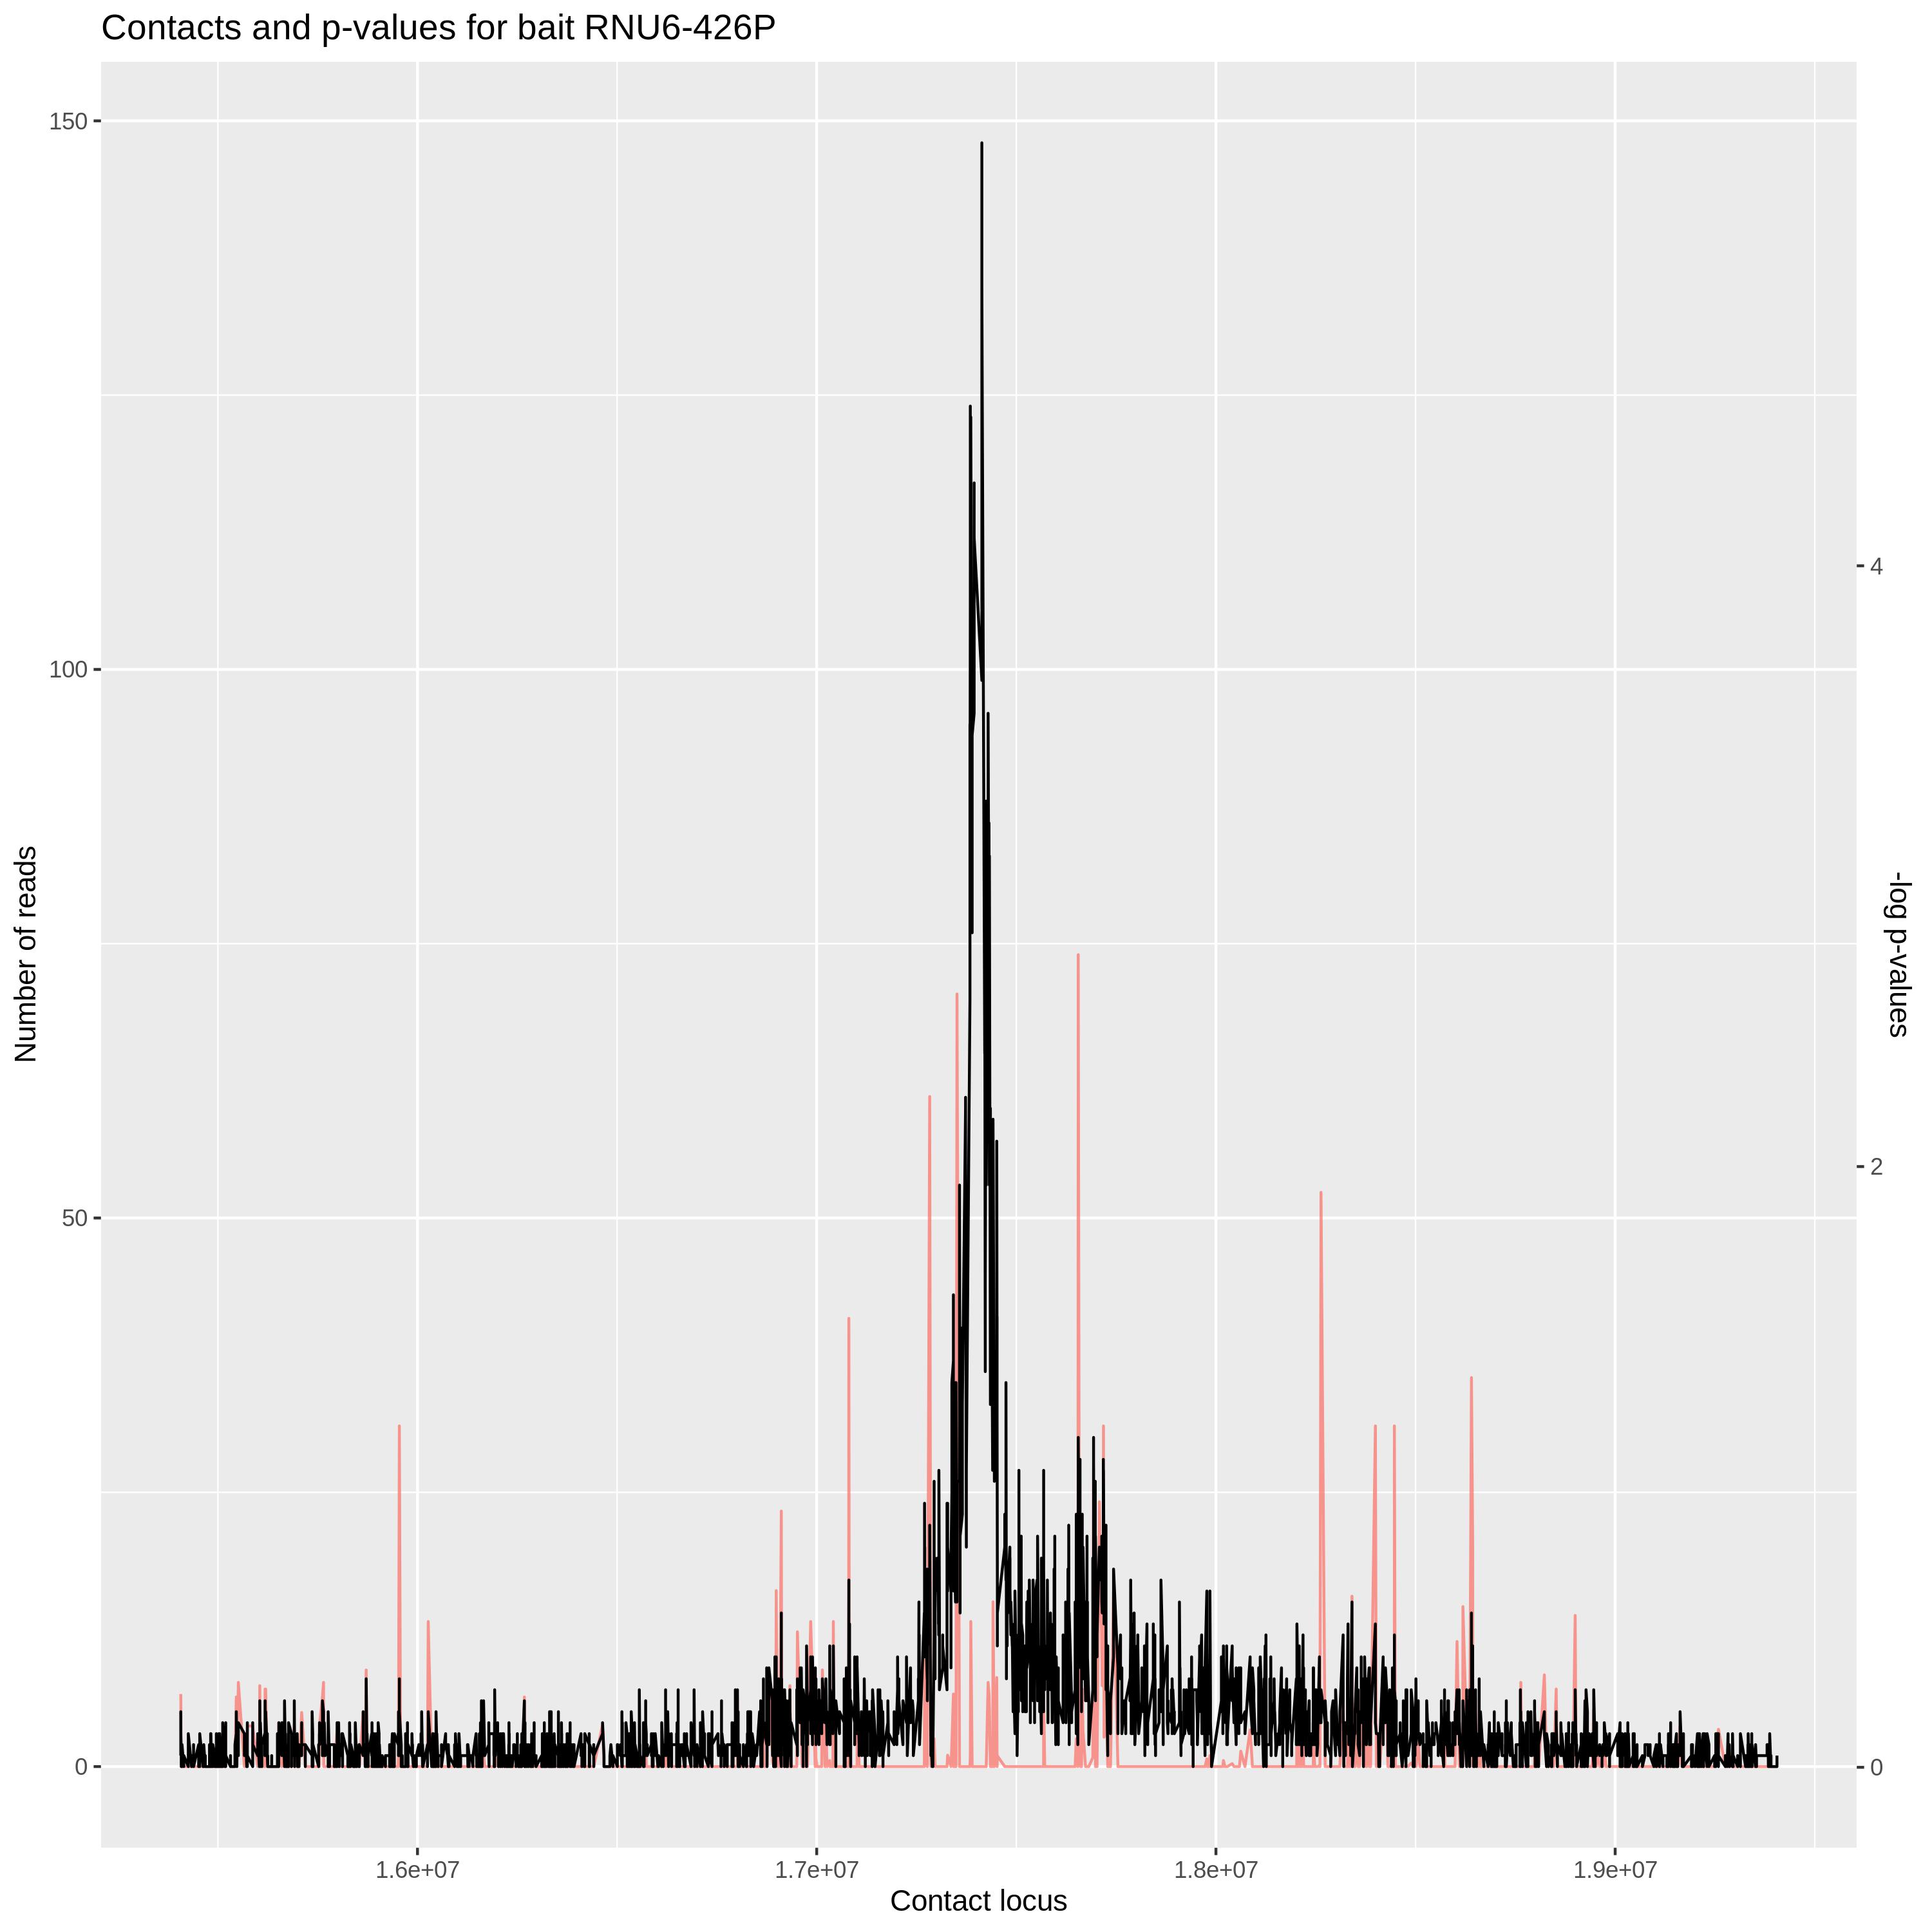 Contacts and p-values for bait RNU6-426P
150
100
50
0
Number of reads
4
2
0
-log p-values
1.6e+07
1.7e+07
1.8e+07
1.9e+07
Contact locus